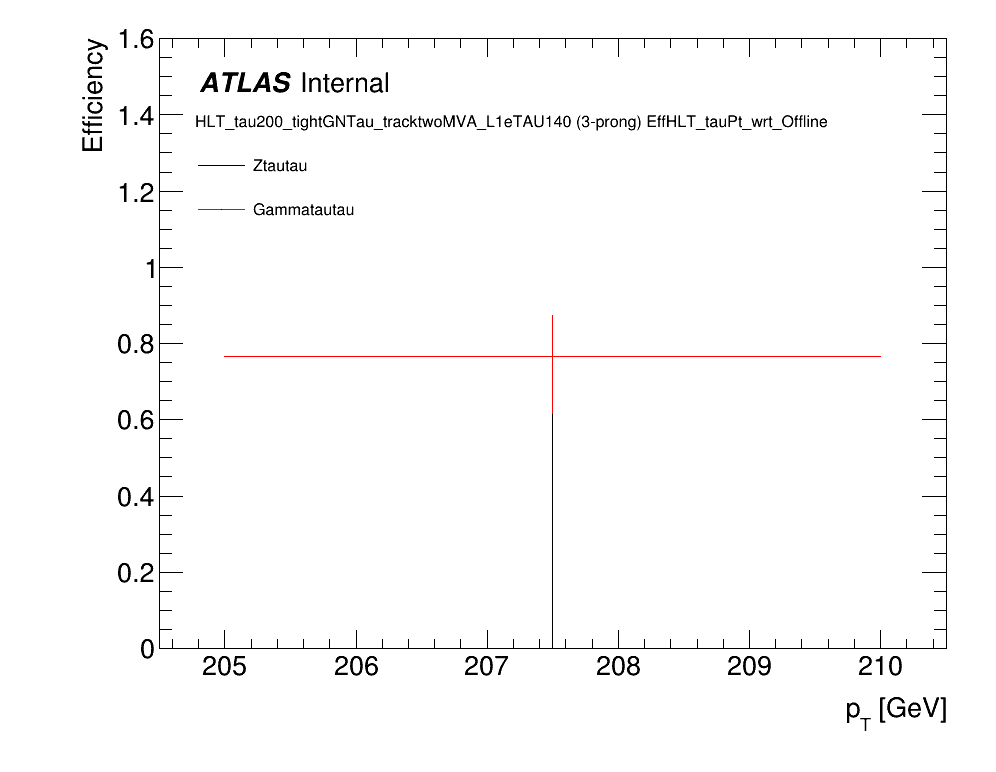 Efficiency
1.6
1.4
1.2
1
0.8
0.6
0.4
0.2
0
ATLAS Internal
HLT_tau200_tightGNTau_tracktwoMVA_L1eTAU140 (3-prong) EffHLT_tauPt_wrt_Offline
Ztautau
Gammatautau
205 206 207 208 209 210
p_T [GeV]